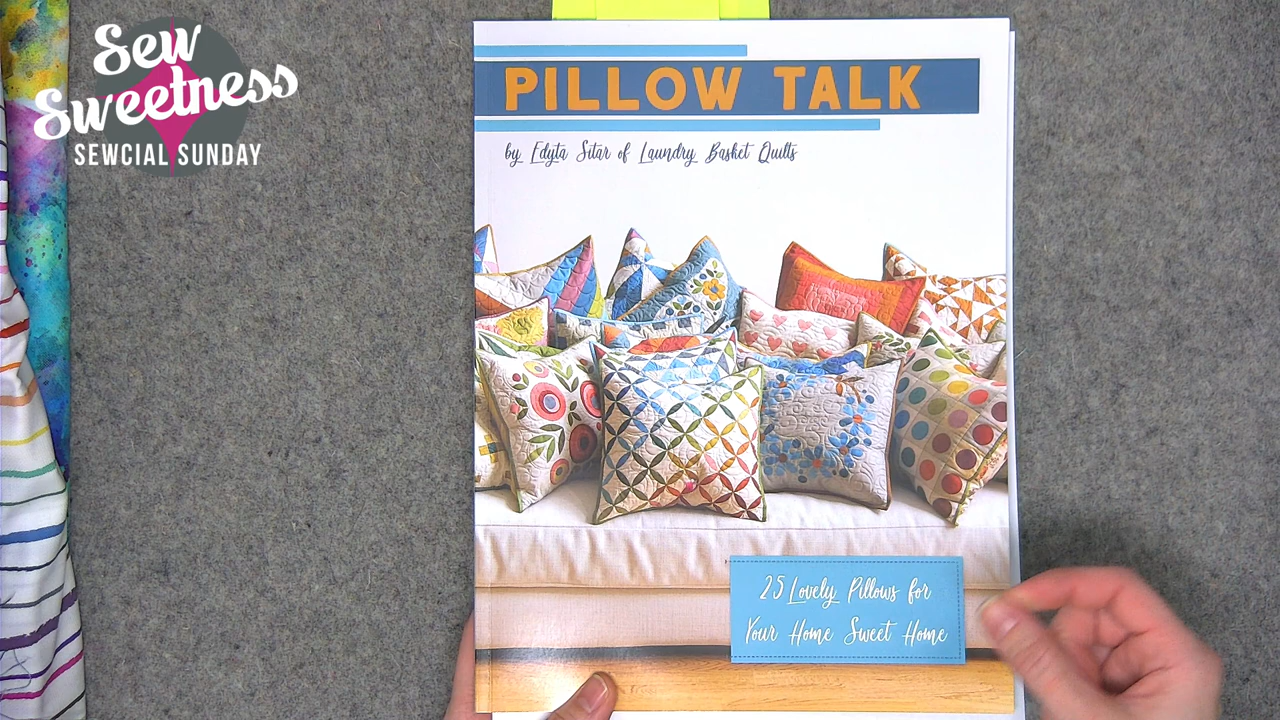 Sew
Sweetness
SEWCIAL SUNDAY
PILLOW TALK
by Edyta Sitar of Laundry Basket Quilts
25 Lovely Pillows for
Your Home Sweet Home